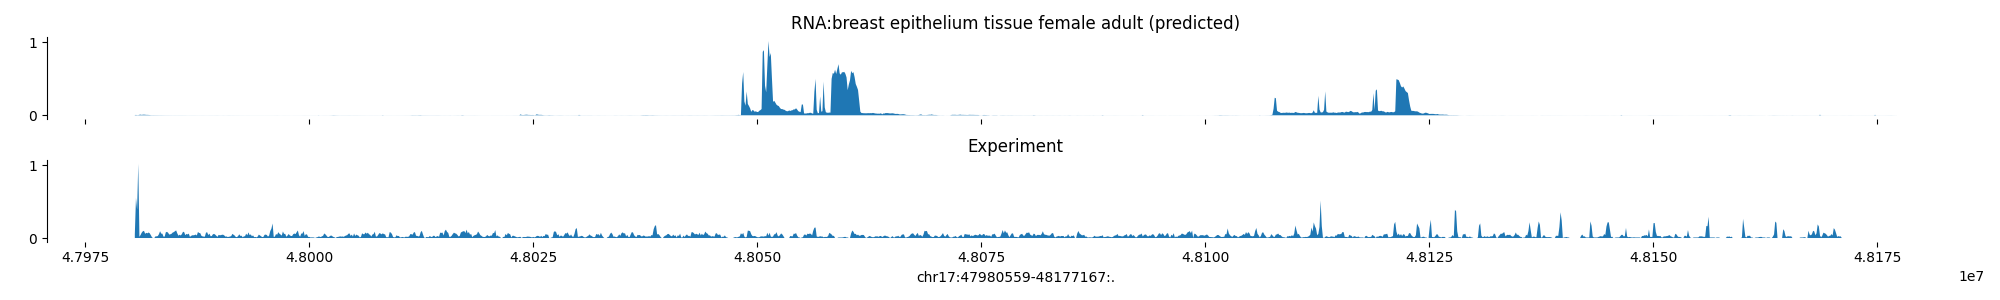 RNA:breast epithelium tissue female adult (predicted)
1
0
Experiment
1
0
4.7975 4.8000 4.8025 4.8050 4.8075 4.8100 4.8125 4.8150 4.8175
chr17:47980559-48177167:.
1e7